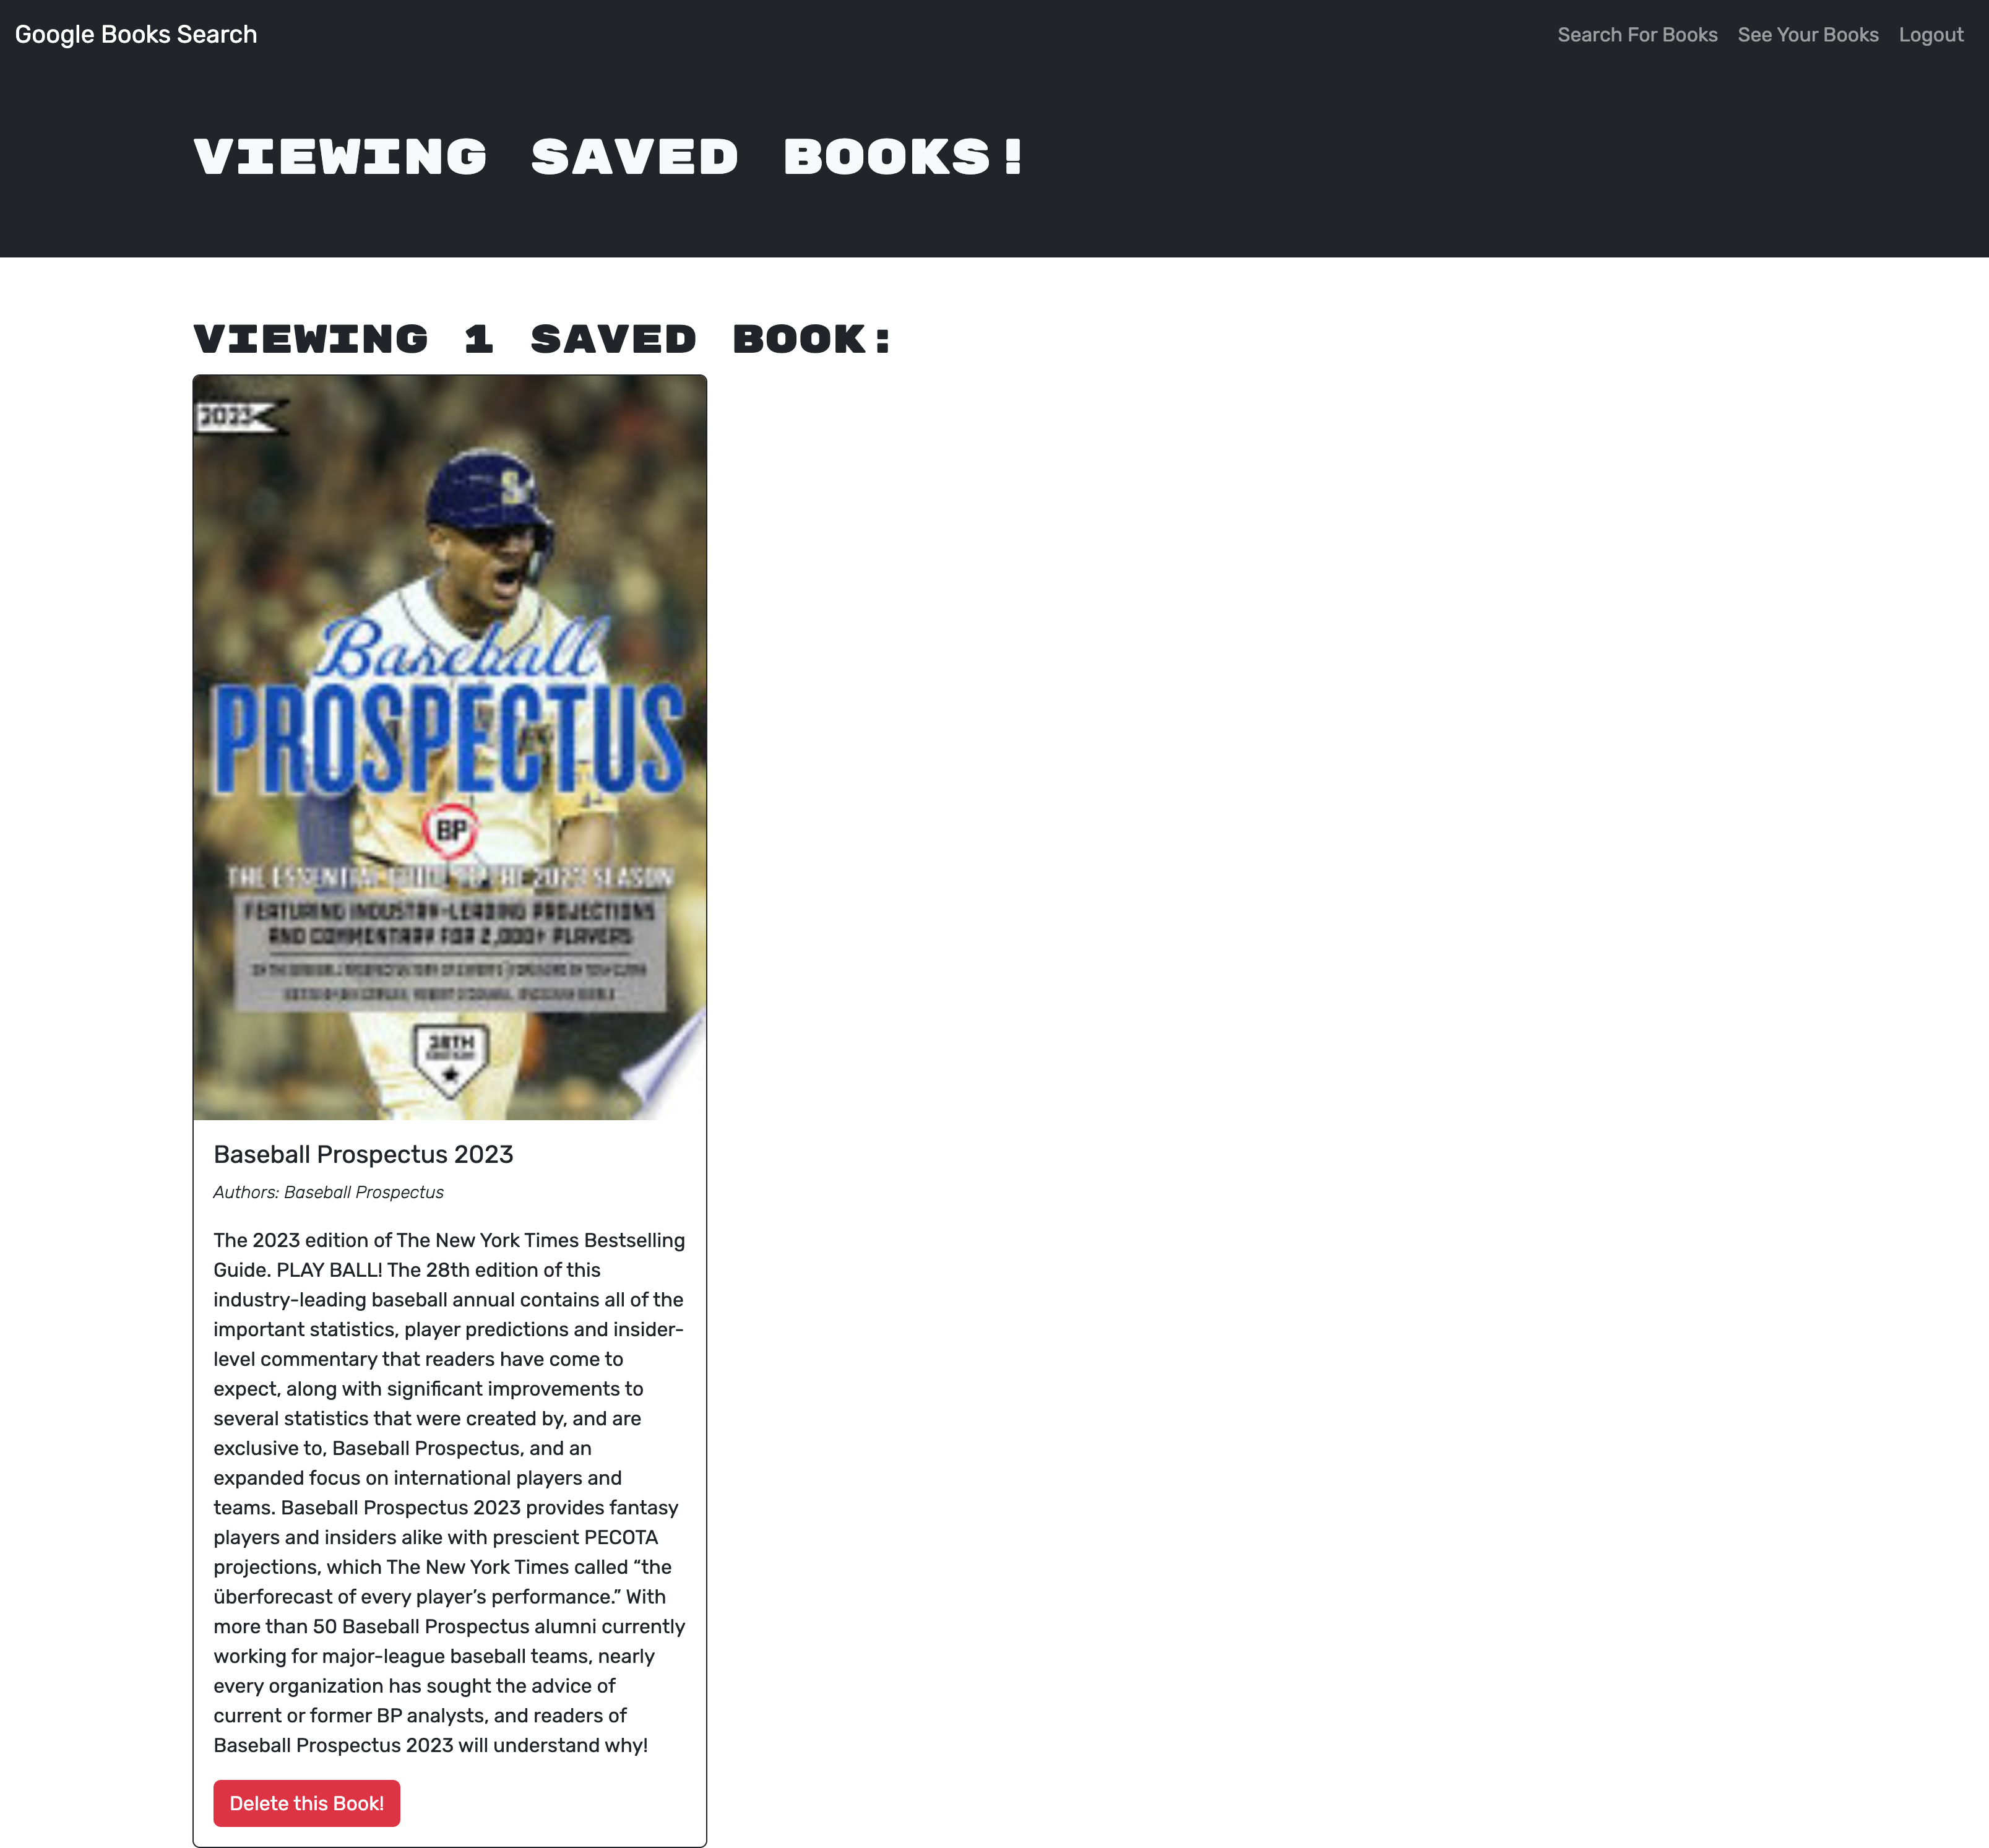 Google Books Search
Search For Books See Your Books Logout
VIEWING SAVED BOOKS!
VIEWING 1 SAVED BOOK:
2023
S
Baseball
PROSPECTUS
BP
THE ESSENTIAL GUIDE TO THE 2023 SEASON
FEATURING INDUSTRY-LEADING PROJECTIONS
AND COMMENTARY FOR 2,000+ PLAYERS
28TH
EDITION
Baseball Prospectus 2023
Authors: Baseball Prospectus
The 2023 edition of The New York Times Bestselling
Guide. PLAY BALL! The 28th edition of this
industry-leading baseball annual contains all of the
important statistics, player predictions and insider-
level commentary that readers have come to
expect, along with significant improvements to
several statistics that were created by, and are
exclusive to, Baseball Prospectus, and an
expanded focus on international players and
teams. Baseball Prospectus 2023 provides fantasy
players and insiders alike with prescient PECOTA
projections, which The New York Times called “the
überforecast of every player’s performance.” With
more than 50 Baseball Prospectus alumni currently
working for major-league baseball teams, nearly
every organization has sought the advice of
current or former BP analysts, and readers of
Baseball Prospectus 2023 will understand why!
Delete this Book!